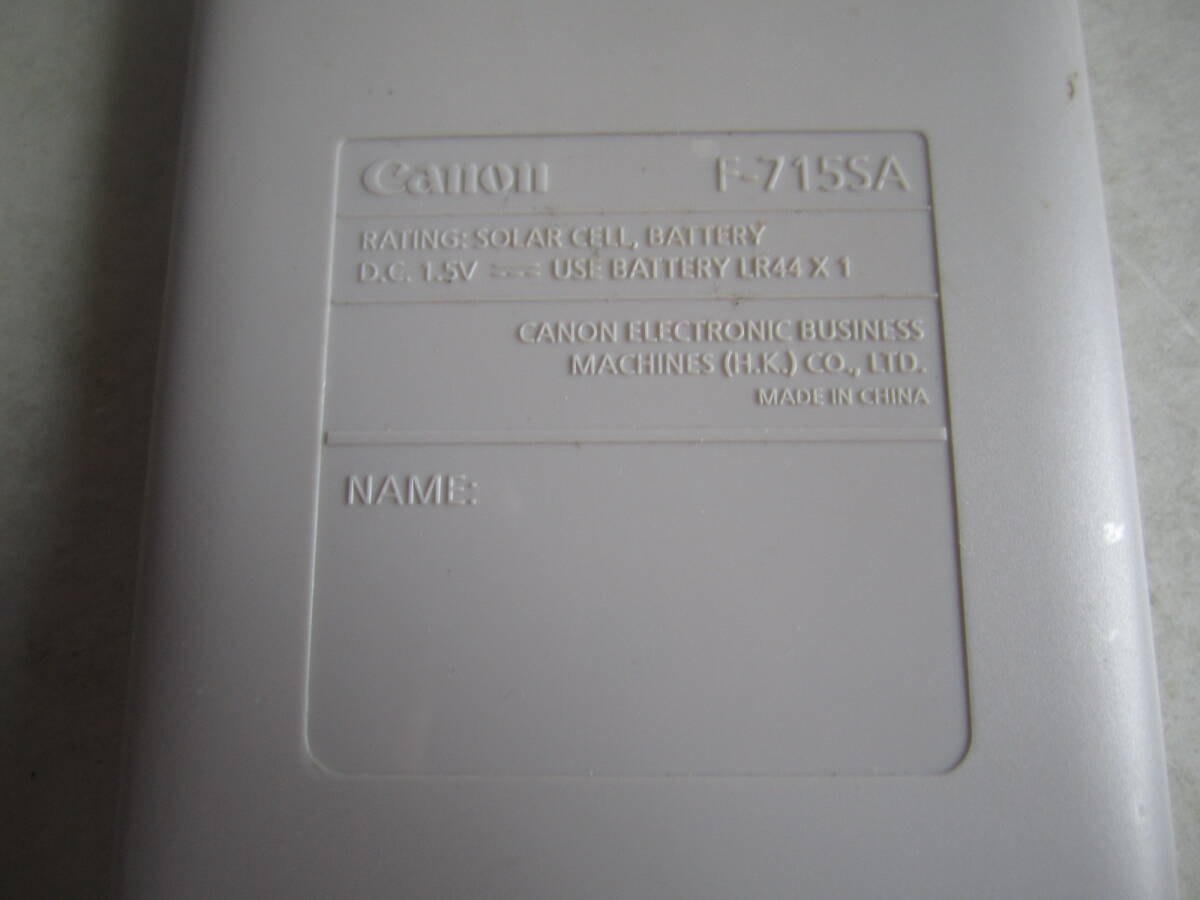 Canon F-715SA
RATING: SOLAR CELL, BATTERY
D.C. 1.5V ⎓ USE BATTERY LR44 X 1
CANON ELECTRONIC BUSINESS
MACHINES (H.K.) CO., LTD.
MADE IN CHINA
NAME: